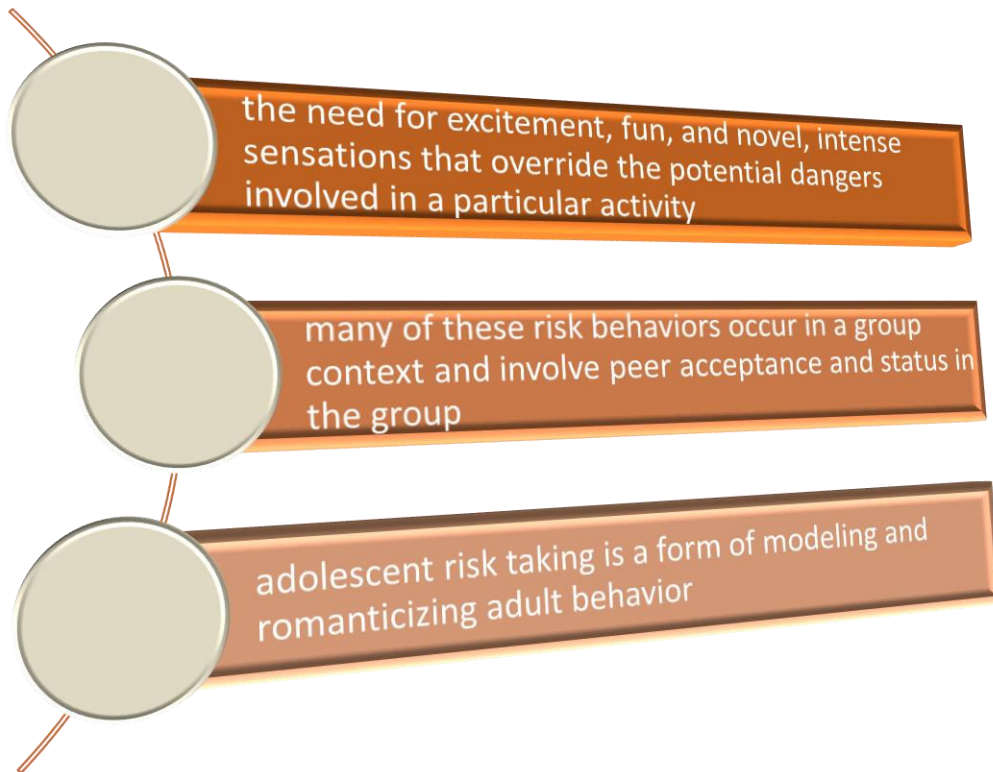 the need for excitement, fun, and novel, intense
sensations that override the potential dangers
involved in a particular activity
many of these risk behaviors occur in a group
context and involve peer acceptance and status in
the group
adolescent risk taking is a form of modeling and
romanticizing adult behavior